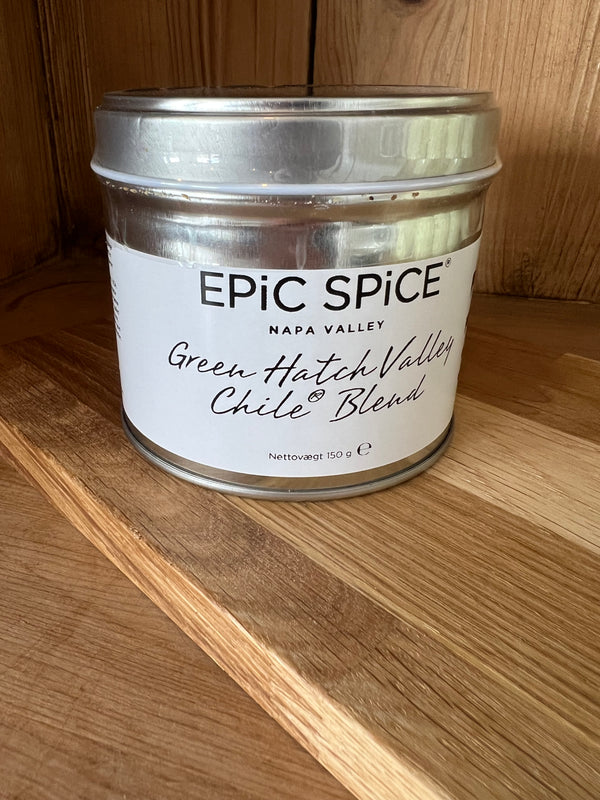 EPiC SPiCE®
NAPA VALLEY
Green Hatch Valley
Chile® Blend
Nettovægt 150 g ℮